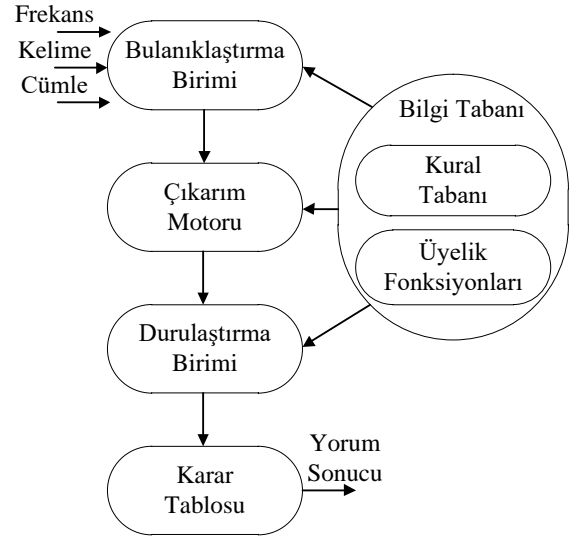 Frekans
Kelime
Cümle
Bulanıklaştırma
Birimi
Bilgi Tabanı
Kural
Tabanı
Çıkarım
Motoru
Üyelik
Fonksiyonları
Durulaştırma
Birimi
Karar
Tablosu
Yorum
Sonucu